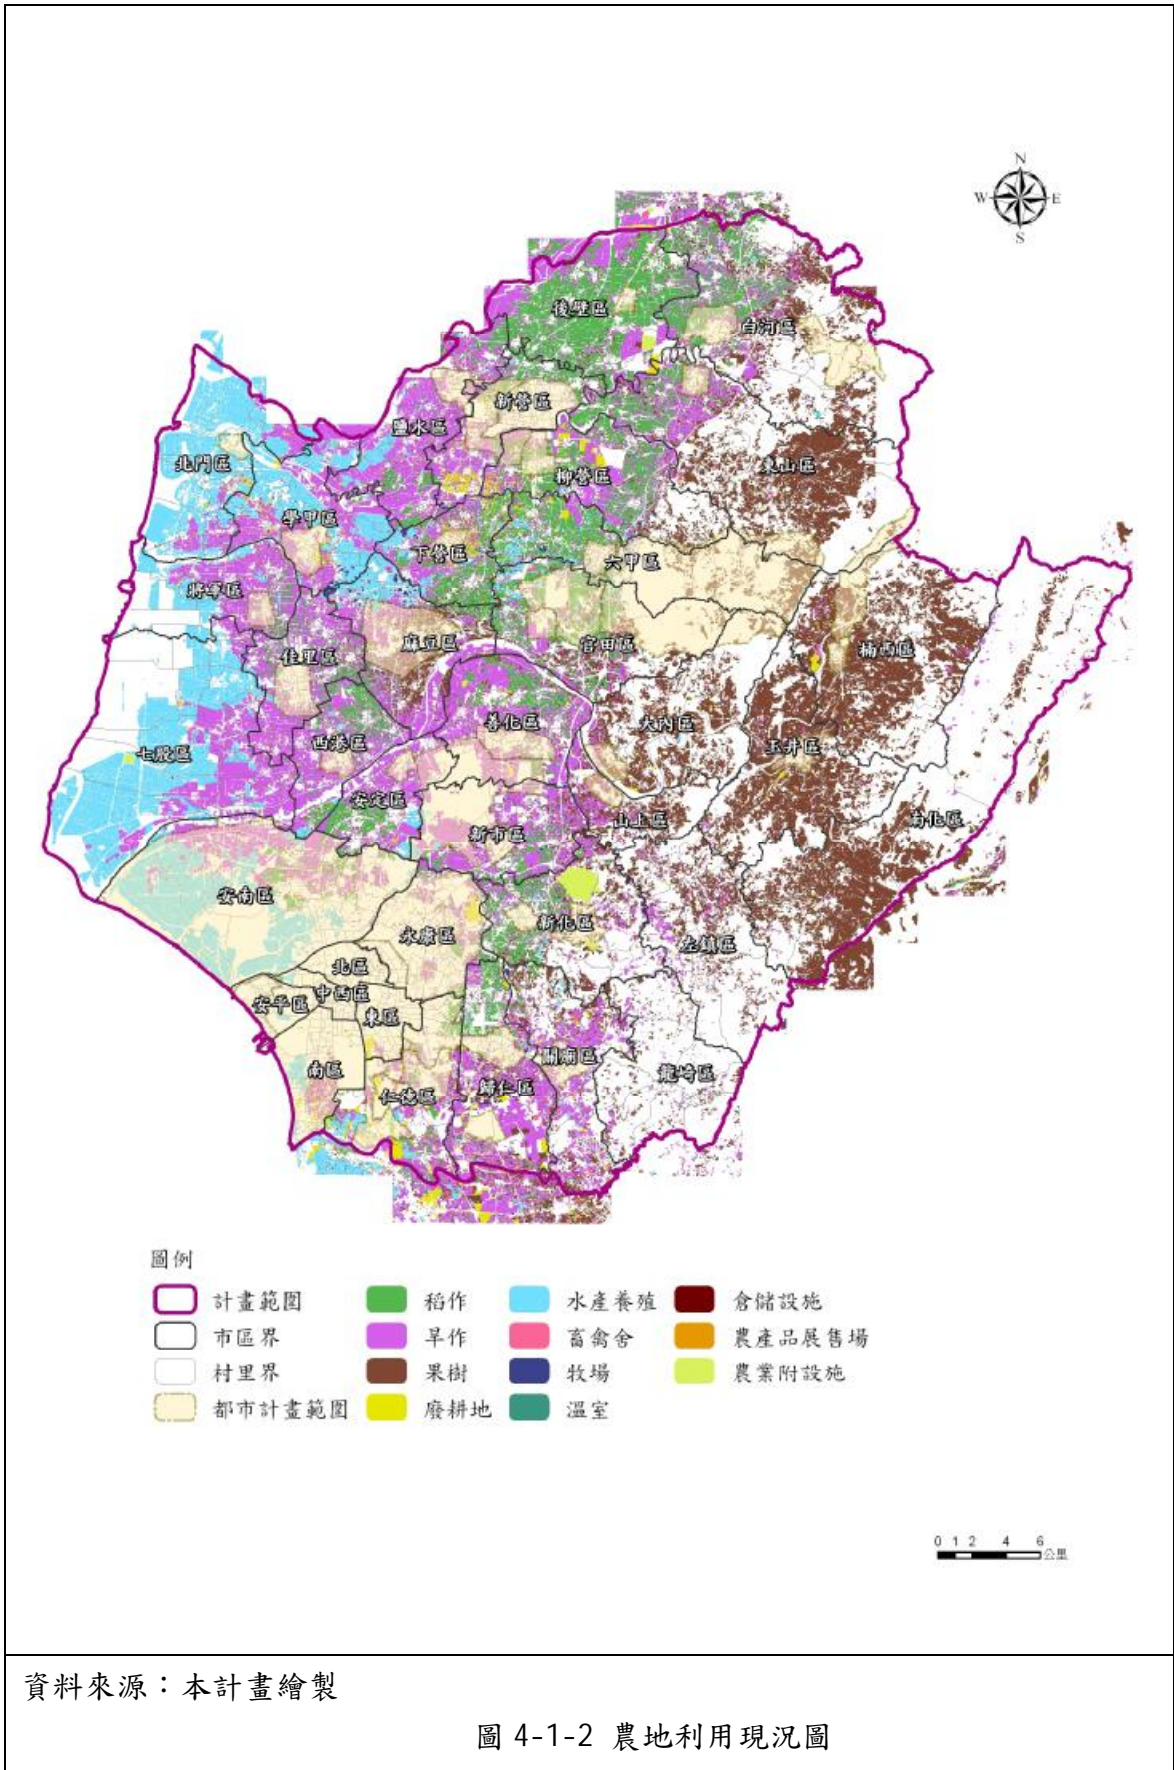 N
W E
S
後壁區
白河區
新營區
鹽水區
北門區
柳營區
東山區
學甲區
下營區
六甲區
將軍區
麻豆區
官田區
佳里區
楠西區
善化區
大內區
西港區
玉井區
七股區
安定區
新市區
山上區
南化區
安南區
新化區
永康區
左鎮區
北區
中西區
安平區
東區
關廟區
南區
龍崎區
仁德區
歸仁區
圖例
計畫範圍 稻作 水產養殖 倉儲設施
市區界 旱作 畜禽舍 農產品展售場
村里界 果樹 牧場 農業附設施
都市計畫範圍 廢耕地 溫室
0 1 2 4 6
公里
資料來源：本計畫繪製
圖 4-1-2 農地利用現況圖